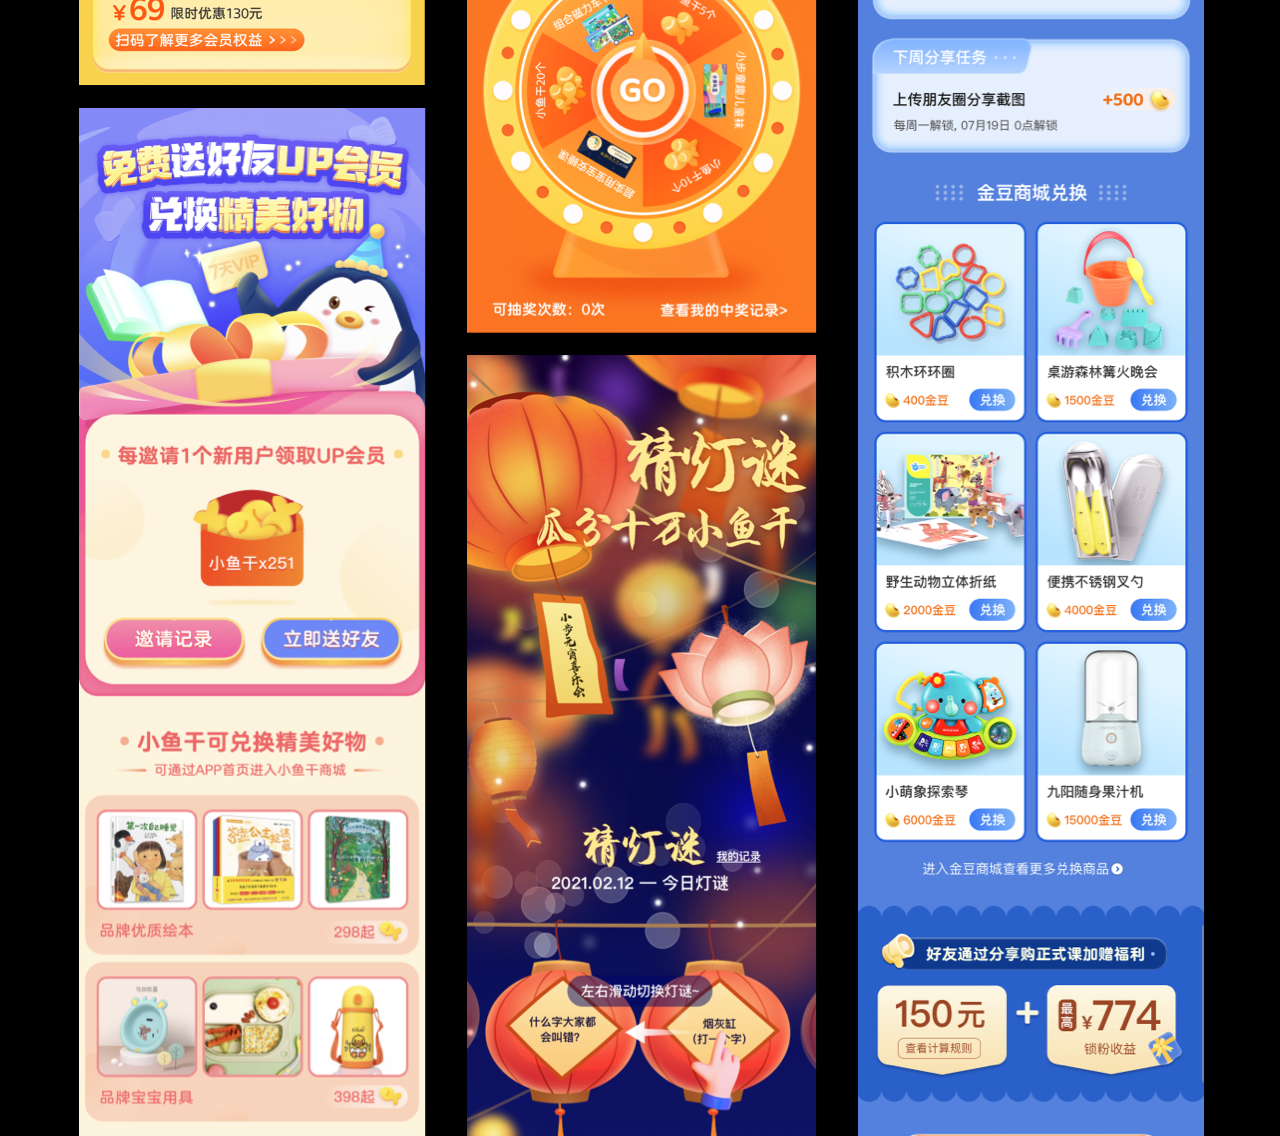 ¥69 限时优惠130元
扫码了解更多会员权益 >>>
免费送好友UP会员
兑换精美好物
7天VIP
每邀请1个新用户领取UP会员
小鱼干x251
邀请记录
立即送好友
小鱼干可兑换精美好物
可通过APP首页进入小鱼干商城
第一次自己睡觉
品牌优质绘本
298起
品牌宝宝用具
398起
组合磁力车
小鱼干5个
小鱼干20个
GO
小步童趣儿童袜
超实用宝宝安睡课
小鱼干10个
可抽奖次数：0次
查看我的中奖记录>
猜灯谜
瓜分十万小鱼干
小步元宵喜乐会
猜灯谜
我的记录
2021.02.12 — 今日灯谜
左右滑动切换灯谜~
什么字大家都
会叫错?
烟灰缸
(打一个字)
下周分享任务 ···
上传朋友圈分享截图
+500
每周一解锁, 07月19日 0点解锁
金豆商城兑换
积木环环圈
400金豆
兑换
桌游森林篝火晚会
1500金豆
兑换
野生动物立体折纸
2000金豆
兑换
便携不锈钢叉勺
4000金豆
兑换
小萌象探索琴
6000金豆
兑换
九阳随身果汁机
15000金豆
兑换
进入金豆商城查看更多兑换商品
好友通过分享购正式课加赠福利
150元
查看计算规则
+
最高
¥774
锁粉收益